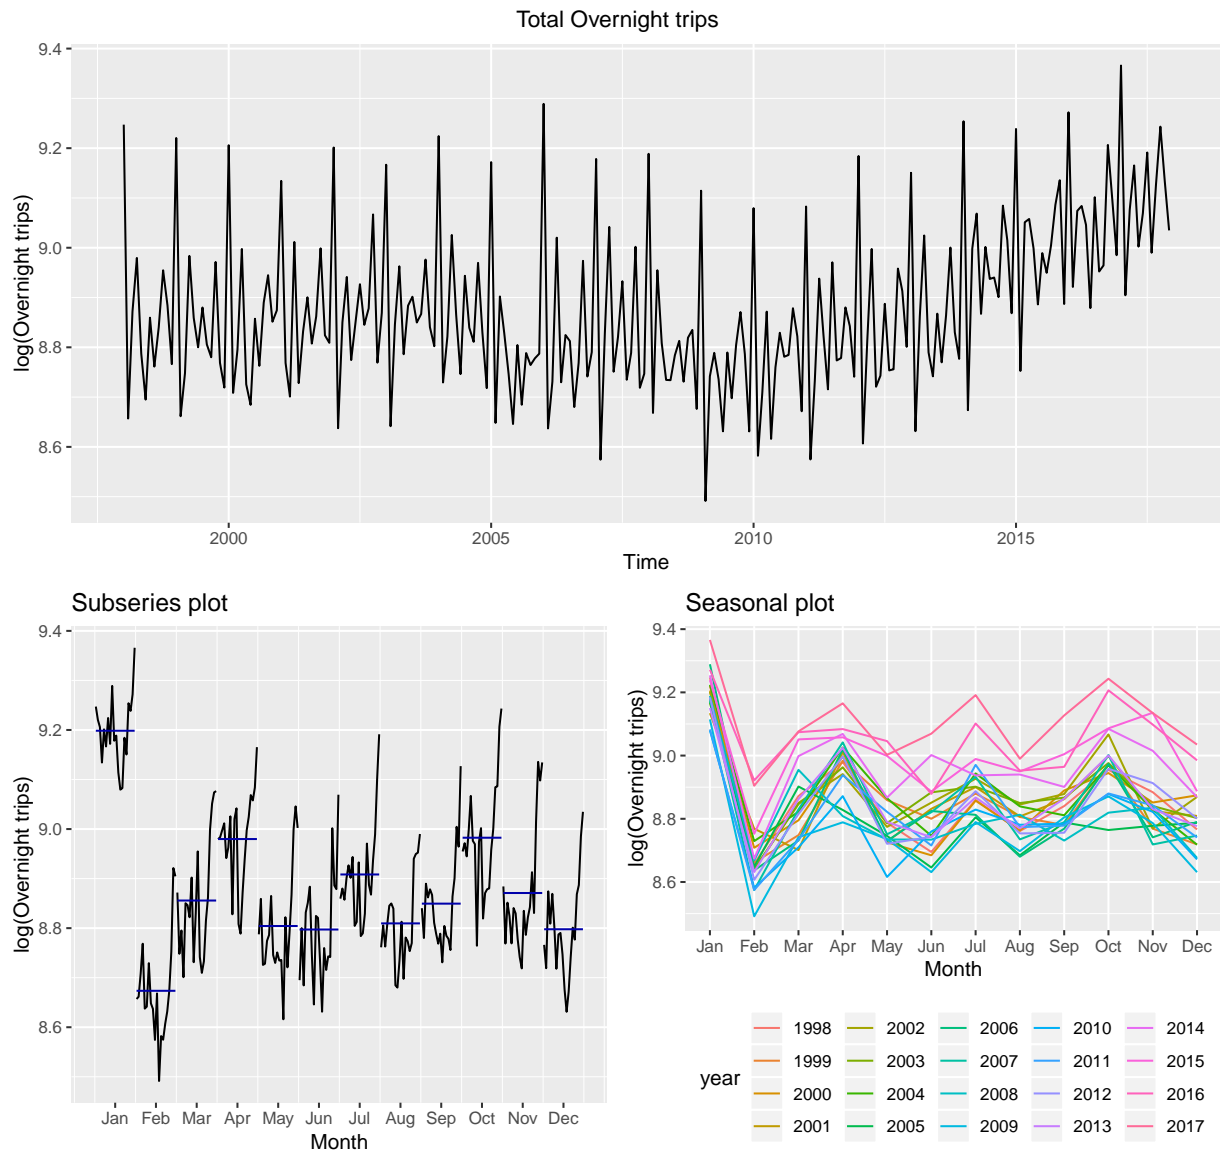 Total Overnight trips
9.4
9.2
9.0
8.8
8.6
log(Overnight trips)
2000 2005 2010 2015
Time
Subseries plot
9.4
9.2
9.0
8.8
8.6
log(Overnight trips)
Jan Feb Mar Apr May Jun Jul Aug Sep Oct Nov Dec
Month
Seasonal plot
9.4
9.2
9.0
8.8
8.6
log(Overnight trips)
Jan Feb Mar Apr May Jun Jul Aug Sep Oct Nov Dec
Month
year
1998 2002 2006 2010 2014
1999 2003 2007 2011 2015
2000 2004 2008 2012 2016
2001 2005 2009 2013 2017